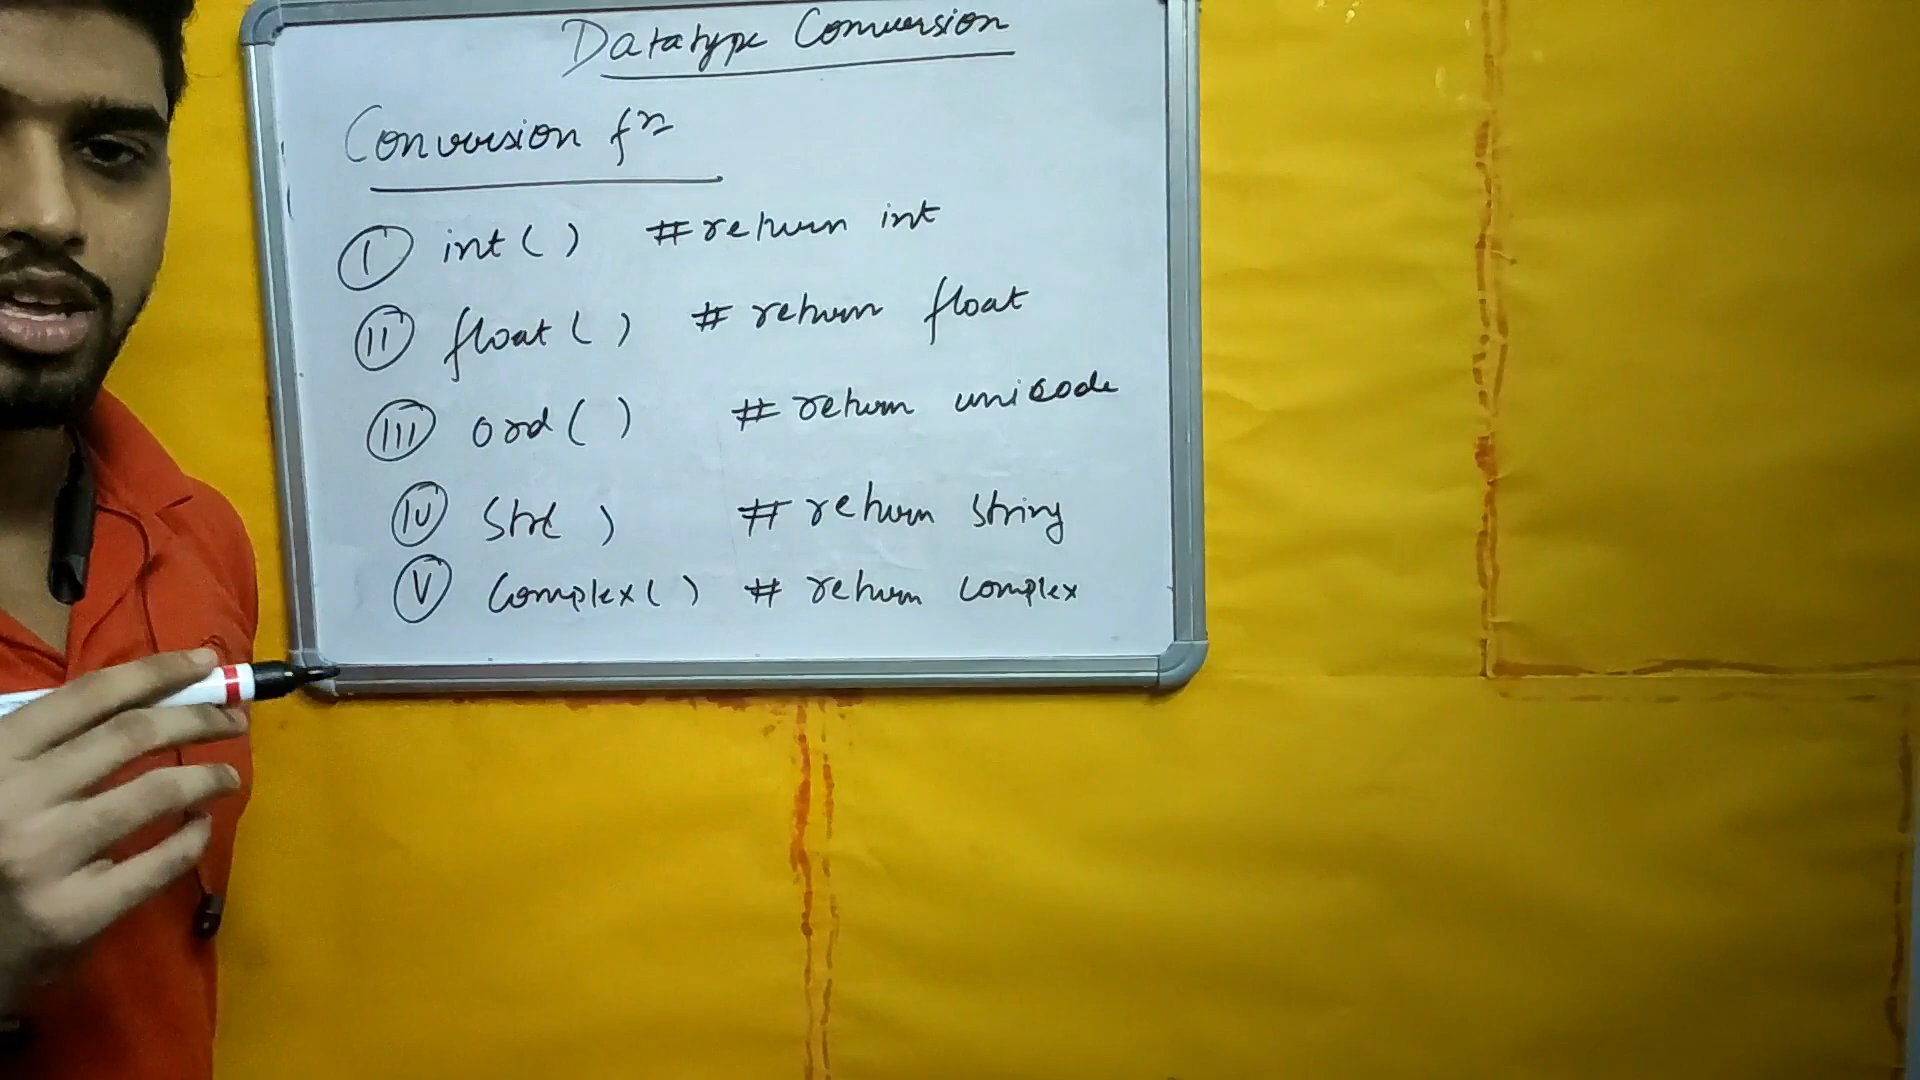 Datatype Conversion
Conversion fn
I int ( ) # return int
II float ( ) # return float
III ord ( ) # return unicode
IV Str( ) # return string
V Complex ( ) # return complex